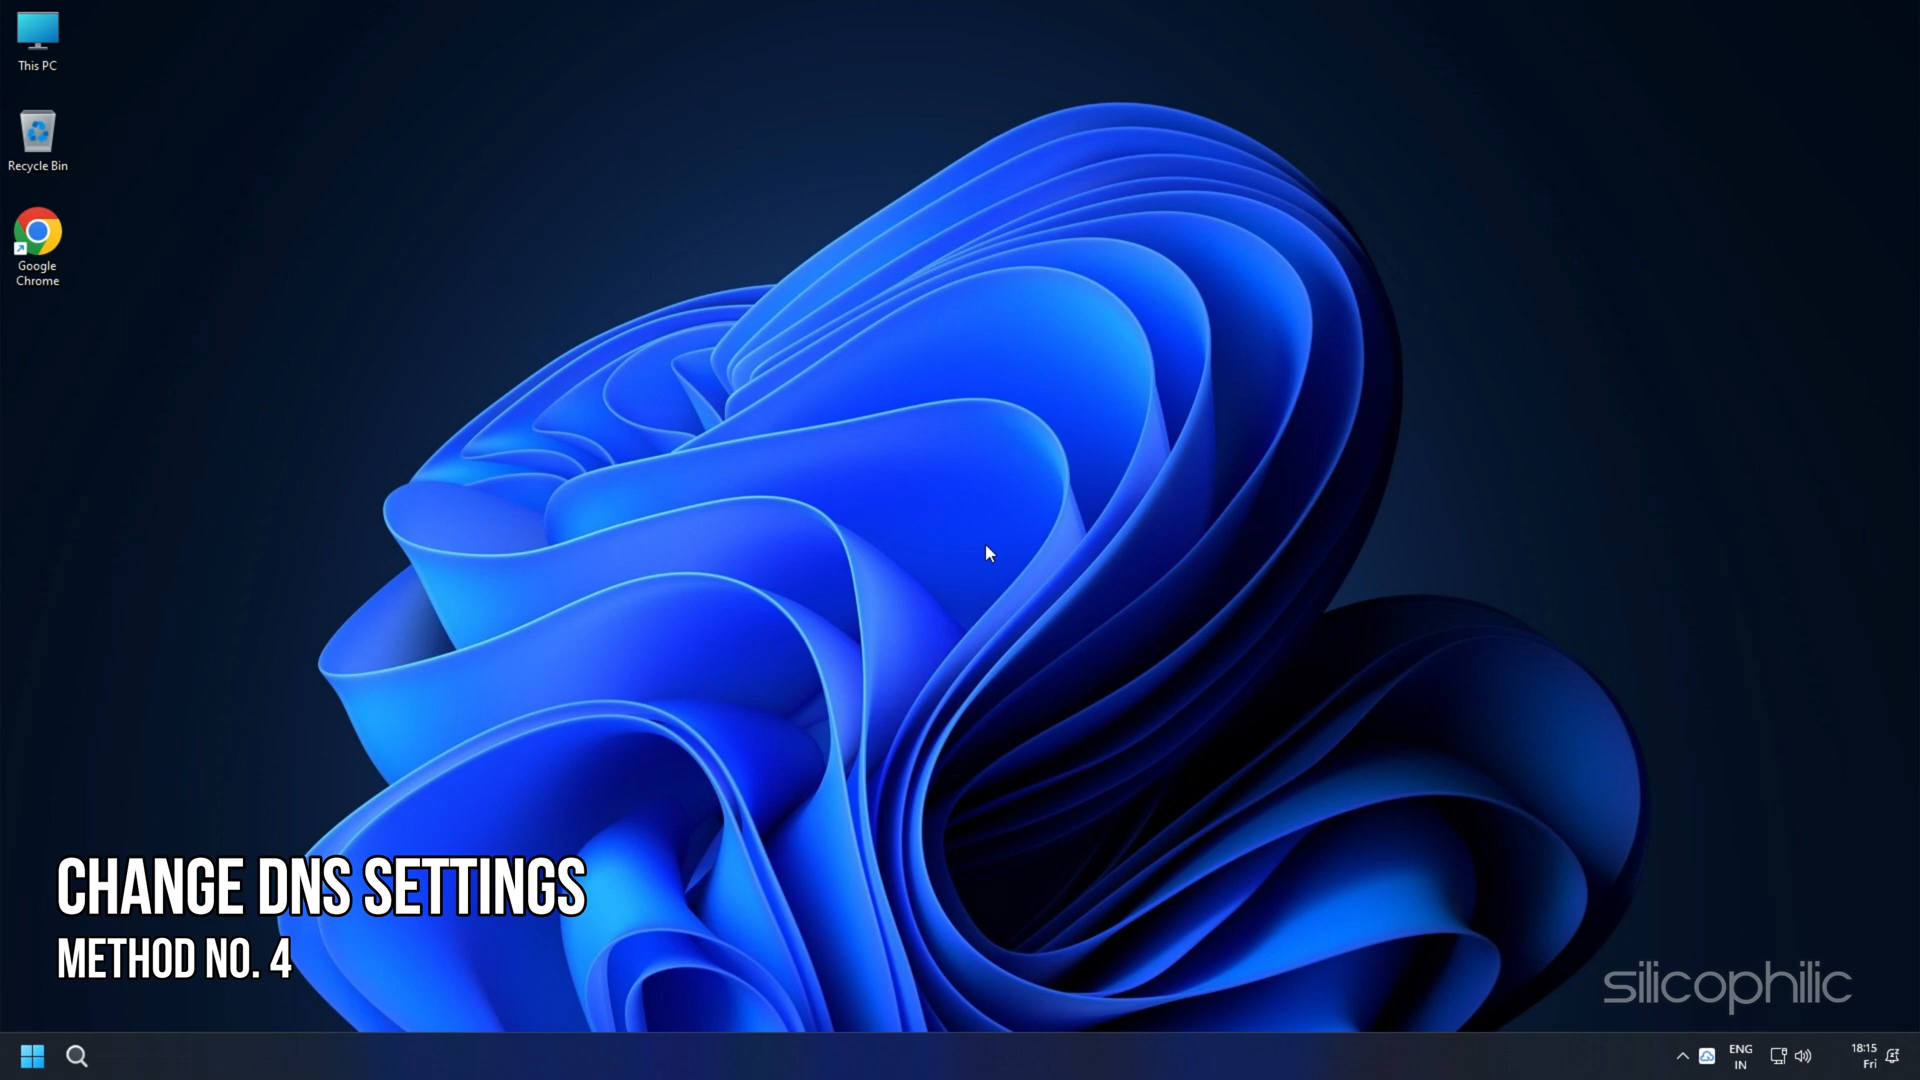 This PC
Recycle Bin
Google
Chrome
CHANGE DNS SETTINGS
METHOD NO. 4
silicophilic
ENG
IN
18:15
Fri